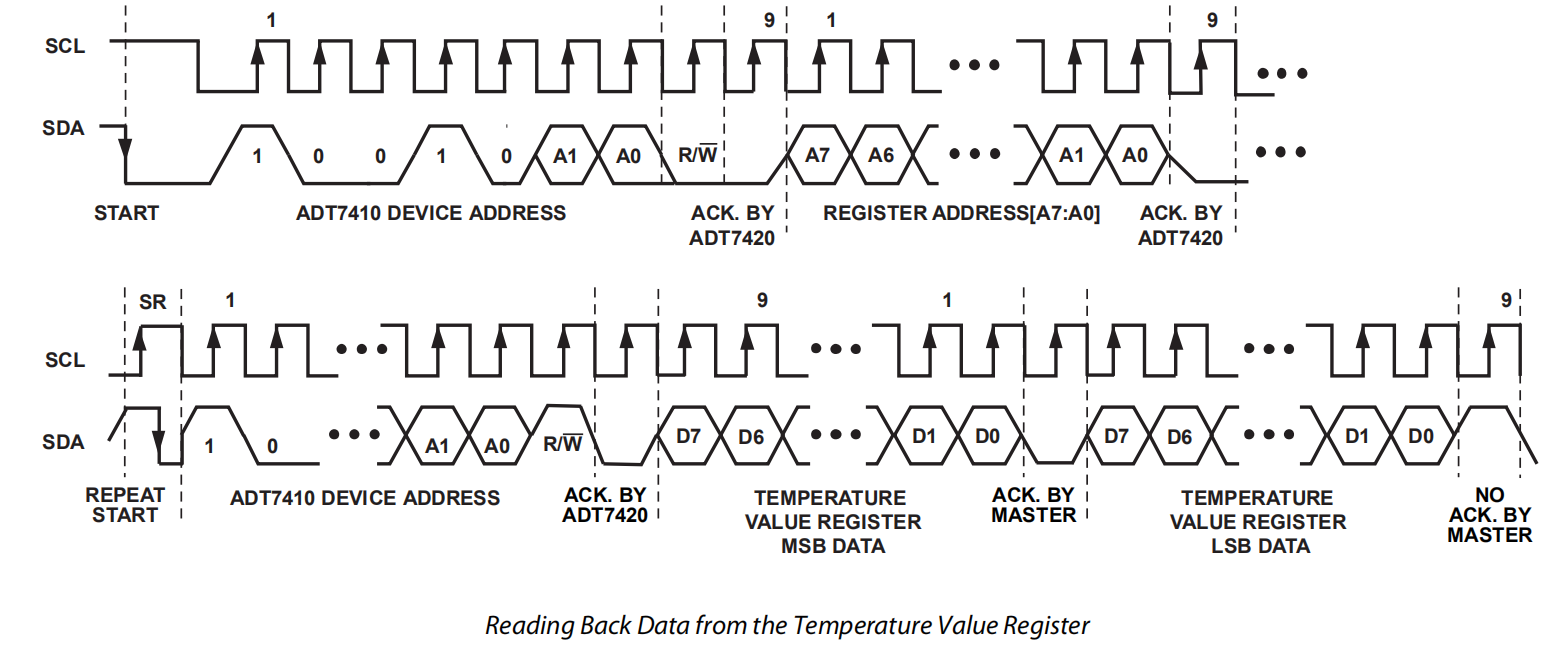 1 9 1 9
SCL
SDA
1 0 0 1 0 A1 A0 R/W̅ A7 A6 A1 A0
START ADT7410 DEVICE ADDRESS ACK. BY REGISTER ADDRESS[A7:A0] ACK. BY
ADT7420 ADT7420
SR 1 9 1 9
SCL
SDA
1 0 A1 A0 R/W̅ D7 D6 D1 D0 D7 D6 D1 D0
REPEAT
START
ADT7410 DEVICE ADDRESS
ACK. BY
ADT7420
TEMPERATURE
VALUE REGISTER
MSB DATA
ACK. BY
MASTER
TEMPERATURE
VALUE REGISTER
LSB DATA
NO
ACK. BY
MASTER
Reading Back Data from the Temperature Value Register